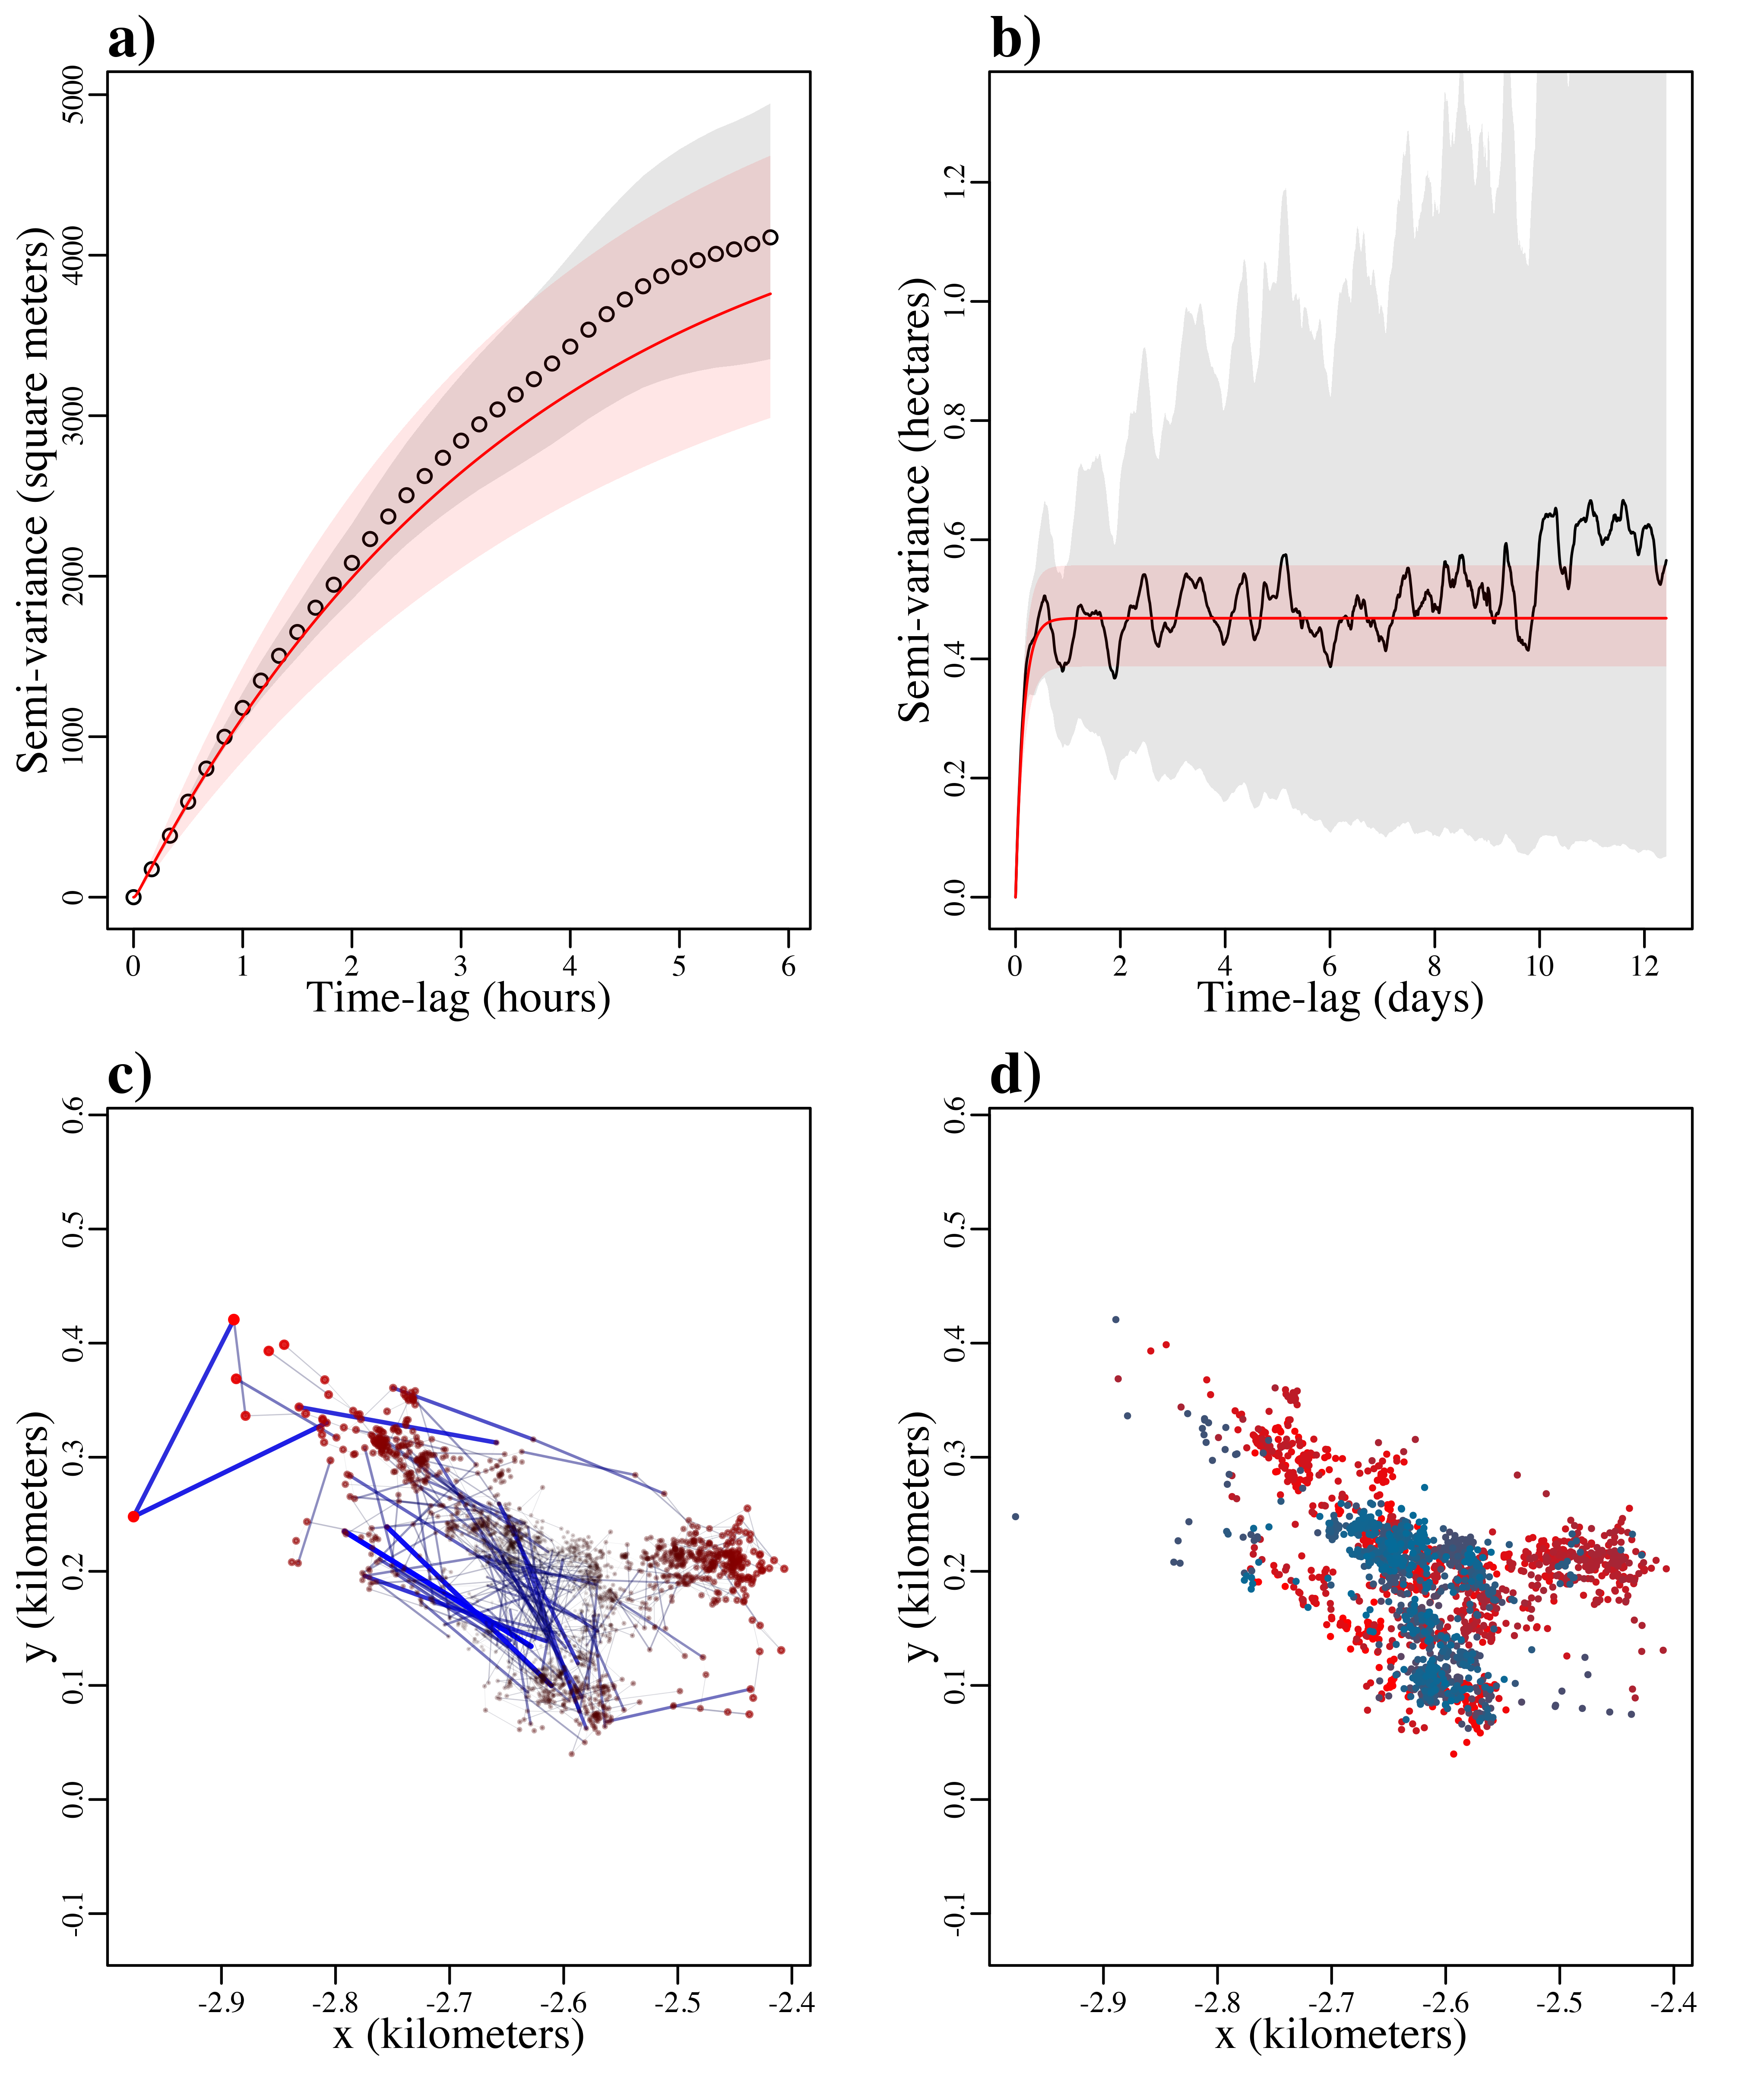 a)
Semi-variance (square meters)
5000
4000
3000
2000
1000
0
0 1 2 3 4 5 6
Time-lag (hours)
b)
Semi-variance (hectares)
1.2
1.0
0.8
0.6
0.4
0.2
0.0
0 2 4 6 8 10 12
Time-lag (days)
c)
y (kilometers)
0.6
0.5
0.4
0.3
0.2
0.1
0.0
-0.1
-2.9 -2.8 -2.7 -2.6 -2.5 -2.4
x (kilometers)
d)
y (kilometers)
0.6
0.5
0.4
0.3
0.2
0.1
0.0
-0.1
-2.9 -2.8 -2.7 -2.6 -2.5 -2.4
x (kilometers)